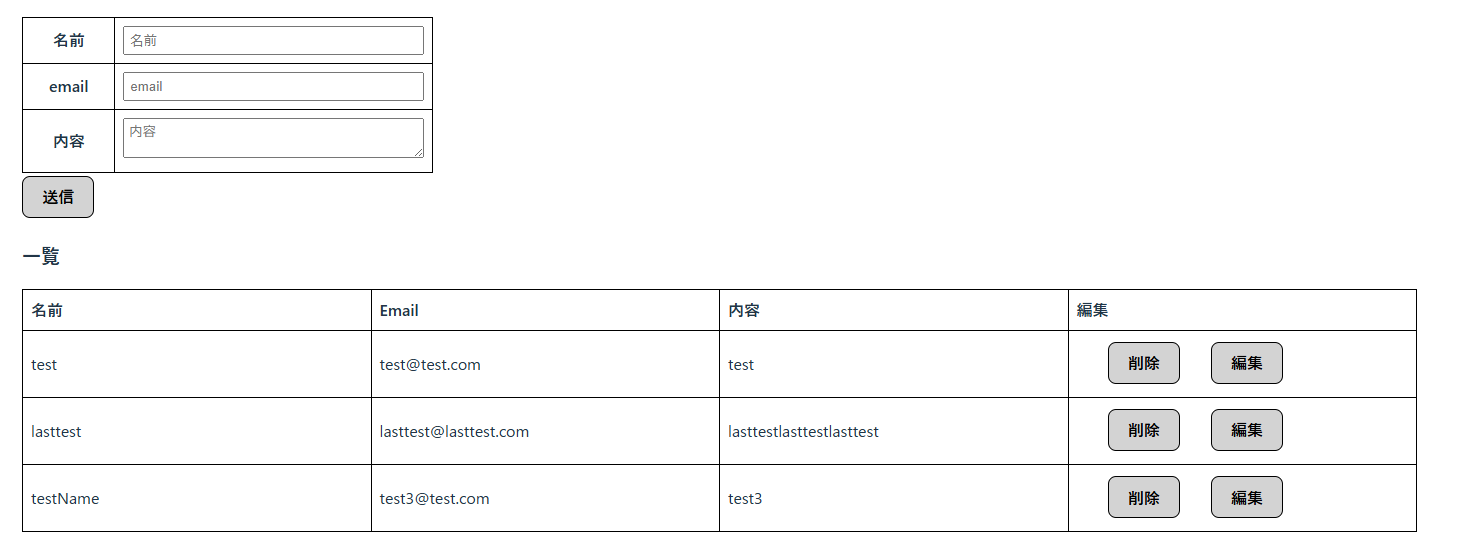 名前 名前
email email
内容 内容
送信
一覧
名前 Email 内容 編集
test test@test.com test 削除 編集
lasttest lasttest@lasttest.com lasttestlasttestlasttest 削除 編集
testName test3@test.com test3 削除 編集